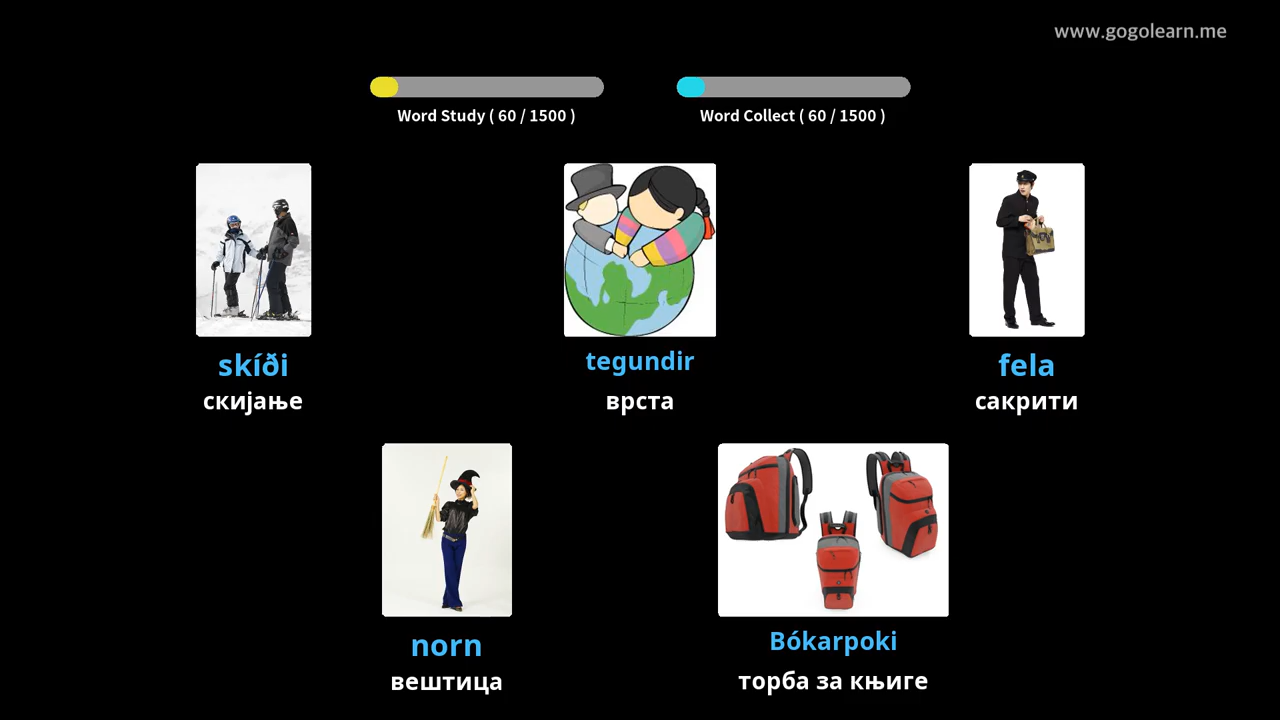 www.gogolearn.me
Word Study ( 60 / 1500 )
Word Collect ( 60 / 1500 )
skíði
tegundir
fela
скијање
врста
сакрити
norn
Bókarpoki
вештица
торба за књиге